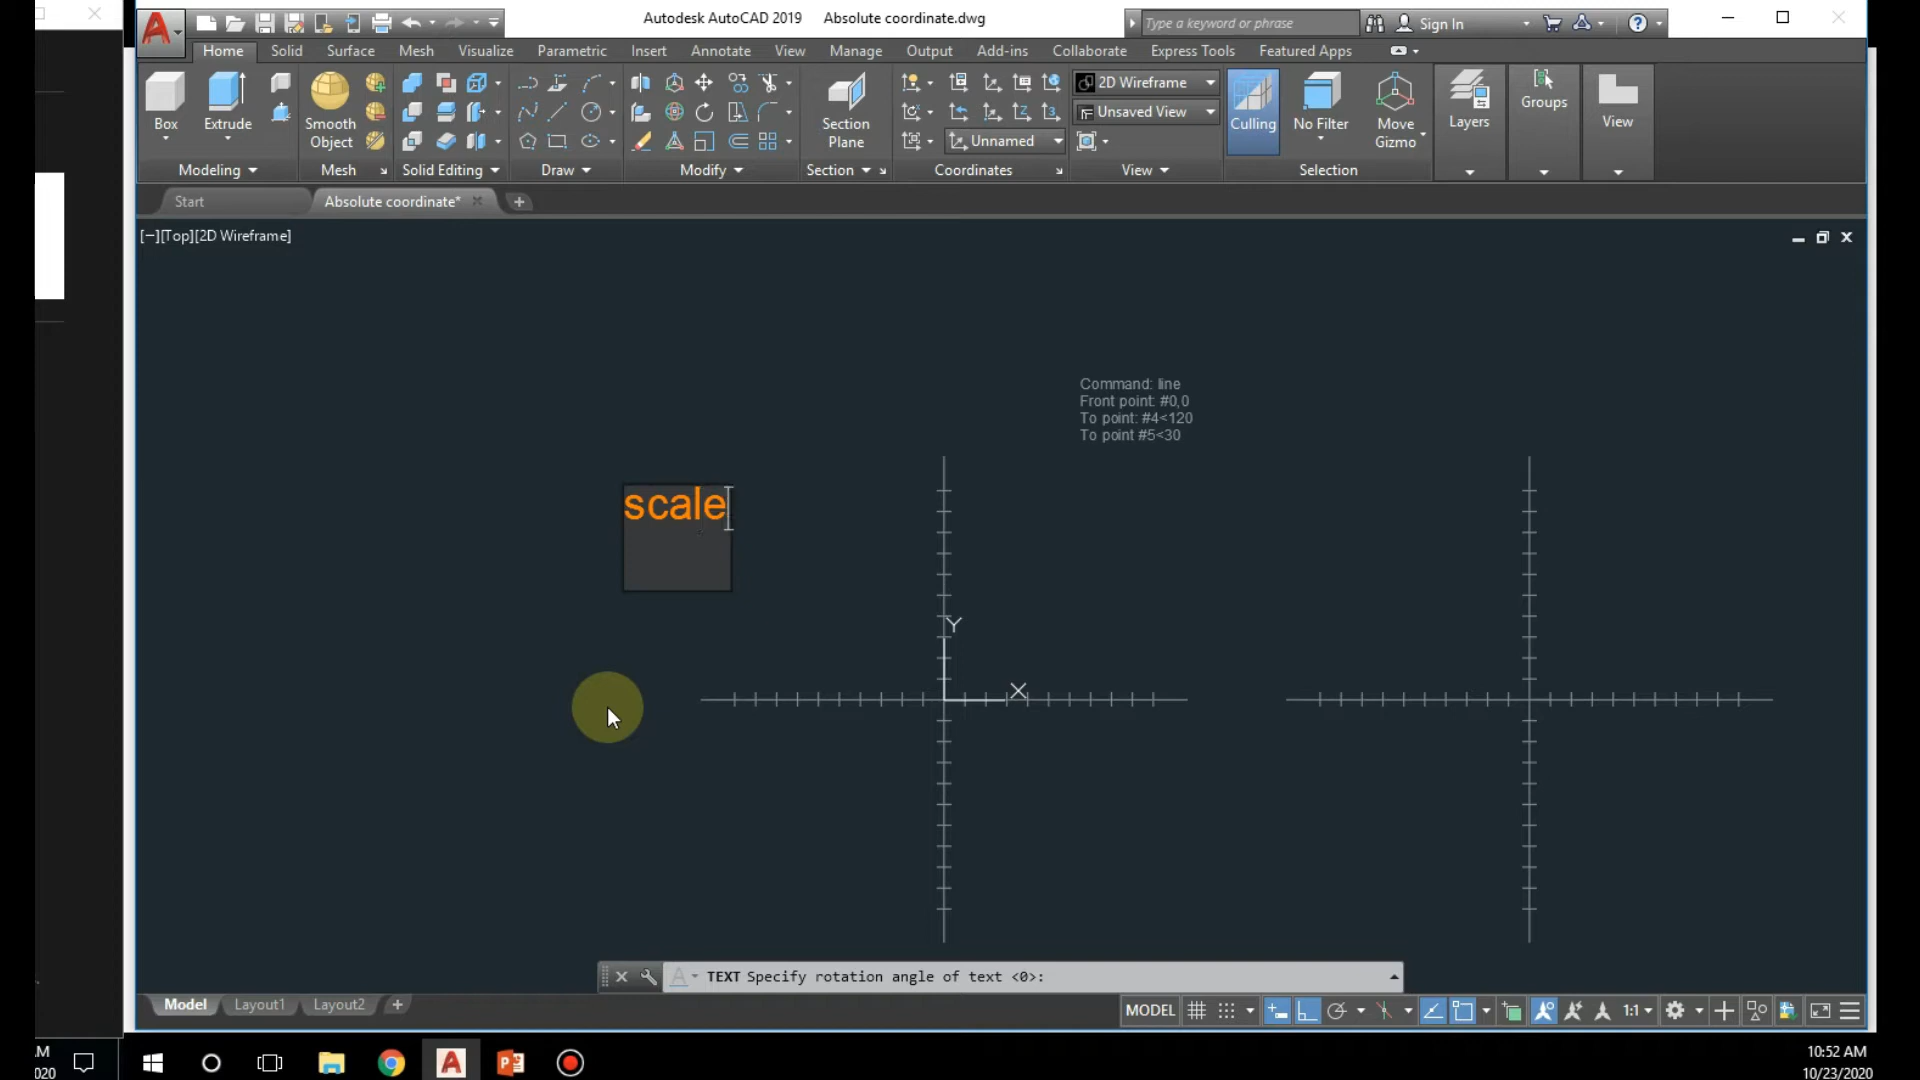 Autodesk AutoCAD 2019 Absolute coordinate.dwg
Type a keyword or phrase
Sign In
Home Solid Surface Mesh Visualize Parametric Insert Annotate View Manage Output Add-ins Collaborate Express Tools Featured Apps
Box
Extrude
Smooth Object
Section Plane
Unnamed
2D Wireframe
Unsaved View
Culling
No Filter
Move Gizmo
Layers
Groups
View
Modeling
Mesh
Solid Editing
Draw
Modify
Section
Coordinates
View
Selection
Start
Absolute coordinate*
[−][Top][2D Wireframe]
Command: line
Front point: #0,0
To point: #4<120
To point #5<30
scale
Y
X
TEXT Specify rotation angle of text <0>:
Model Layout1 Layout2
MODEL
1:1
10:52 AM
10/23/2020